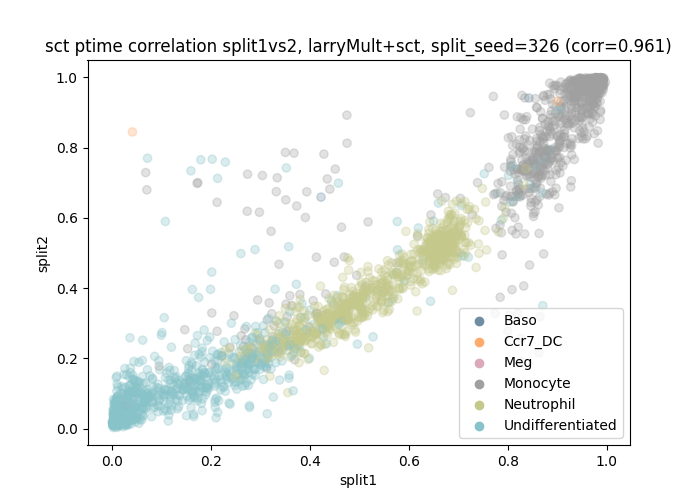 sct ptime correlation split1vs2, larryMult+sct, split_seed=326 (corr=0.961)
1.0
0.8
0.6
0.4
0.2
0.0
split2
Baso
Ccr7_DC
Meg
Monocyte
Neutrophil
Undifferentiated
0.0 0.2 0.4 0.6 0.8 1.0
split1